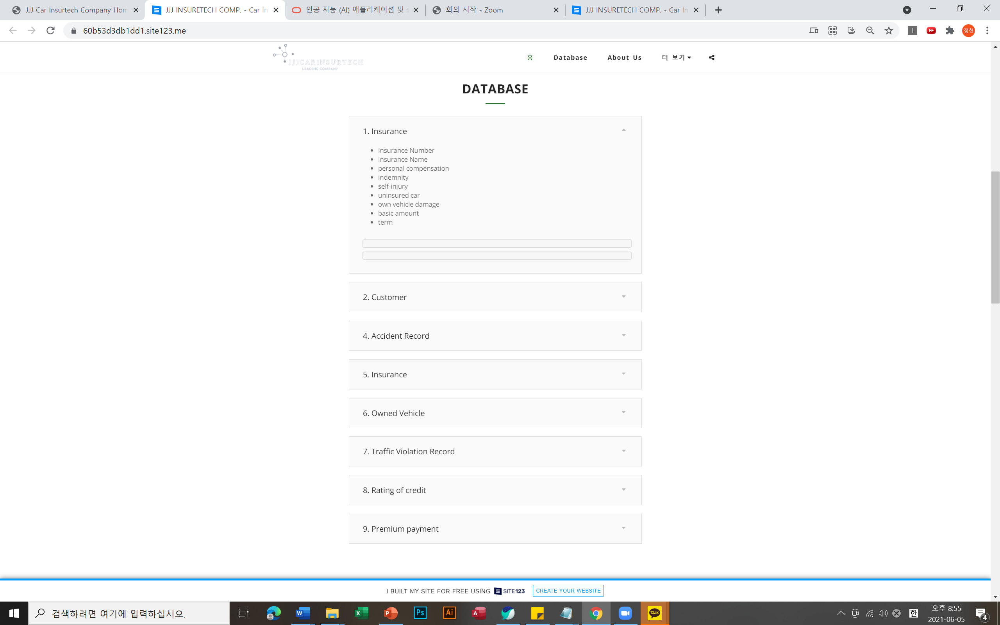 JJJ Car Insurtech Company Hom
JJJ INSURETECH COMP. - Car In
인공 지능 (AI) 애플리케이션 및
회의 시작 - Zoom
JJJ INSURETECH COMP. - Car In
60b53d3db1dd1.site123.me
정현
JJJCARINSURTECH
LEADING COMPANY
홈
Database
About Us
더 보기
DATABASE
1. Insurance
Insurance Number
Insurance Name
personal compensation
indemnity
self-injury
uninsured car
own vehicle damage
basic amount
term
2. Customer
4. Accident Record
5. Insurance
6. Owned Vehicle
7. Traffic Violation Record
8. Rating of credit
9. Premium payment
I BUILT MY SITE FOR FREE USING SITE123 CREATE YOUR WEBSITE
검색하려면 여기에 입력하십시오.
W
X
P
Ps
Ai
A
TALK
한
오후 8:55
2021-06-05
4